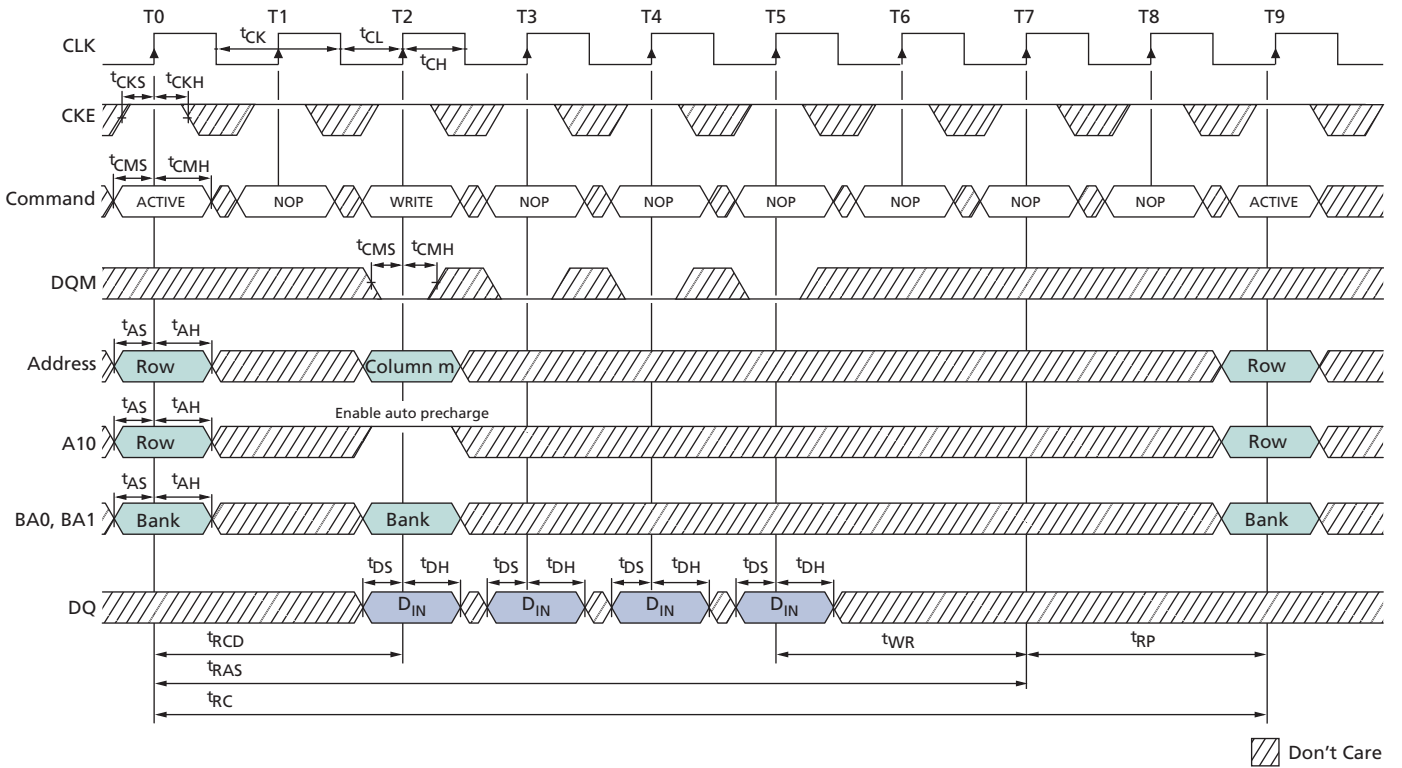 T0 T1 T2 T3 T4 T5 T6 T7 T8 T9
CLK tCK tCL tCH
tCKS tCKH
CKE
tCMS tCMH
Command ACTIVE NOP WRITE NOP NOP NOP NOP NOP NOP ACTIVE
tCMS tCMH
DQM
tAS tAH
Address Row Column m Row
tAS tAH Enable auto precharge
A10 Row Row
tAS tAH
BA0, BA1 Bank Bank Bank
tDS tDH tDS tDH tDS tDH tDS tDH
DQ DIN DIN DIN DIN
tRCD tWR tRP
tRAS
tRC
Don't Care